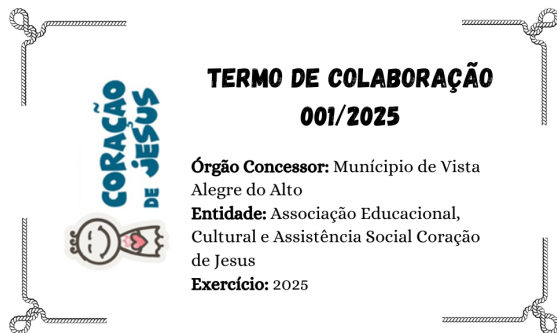 TERMO DE COLABORAÇÃO
001/2025
CORAÇÃO
DE JESUS
Órgão Concessor: Munícipio de Vista
Alegre do Alto
Entidade: Associação Educacional,
Cultural e Assistência Social Coração
de Jesus
Exercício: 2025